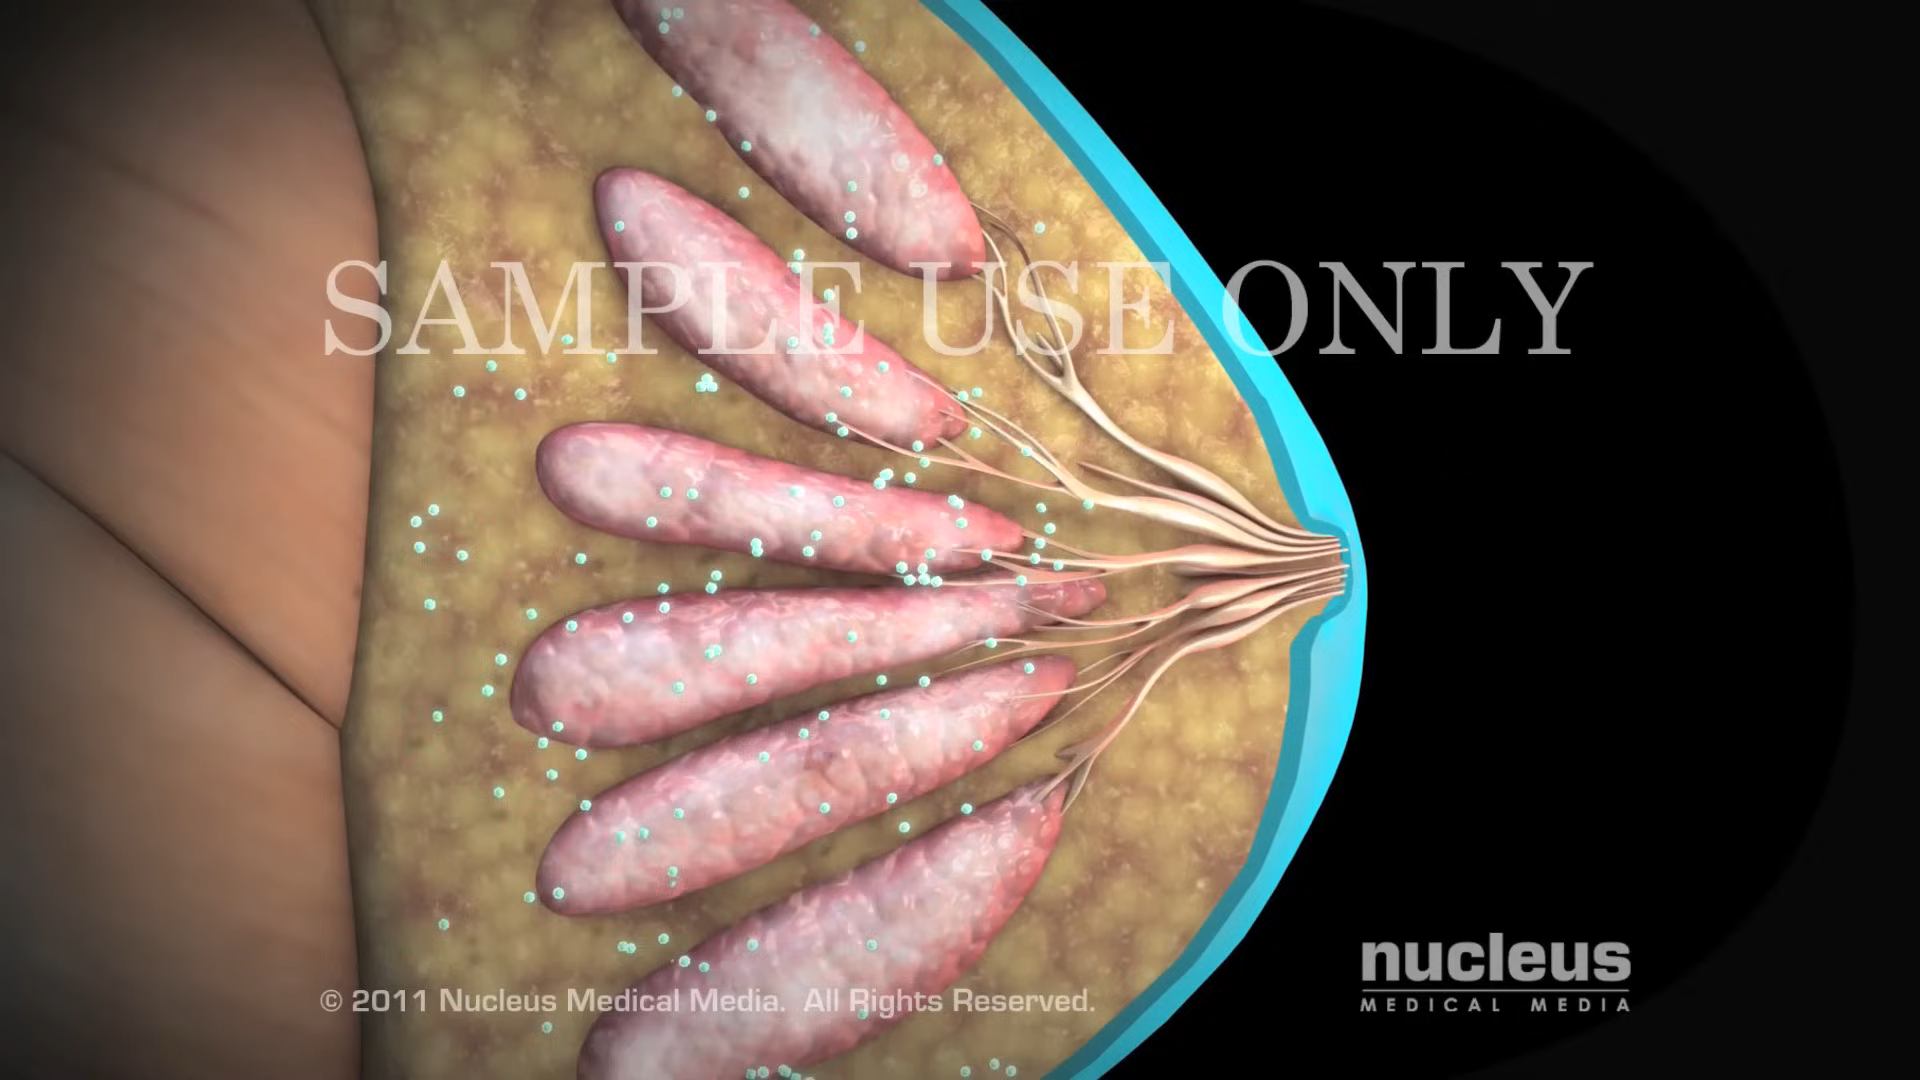 SAMPLE USE ONLY
nucleus
MEDICAL MEDIA
© 2011 Nucleus Medical Media. All Rights Reserved.